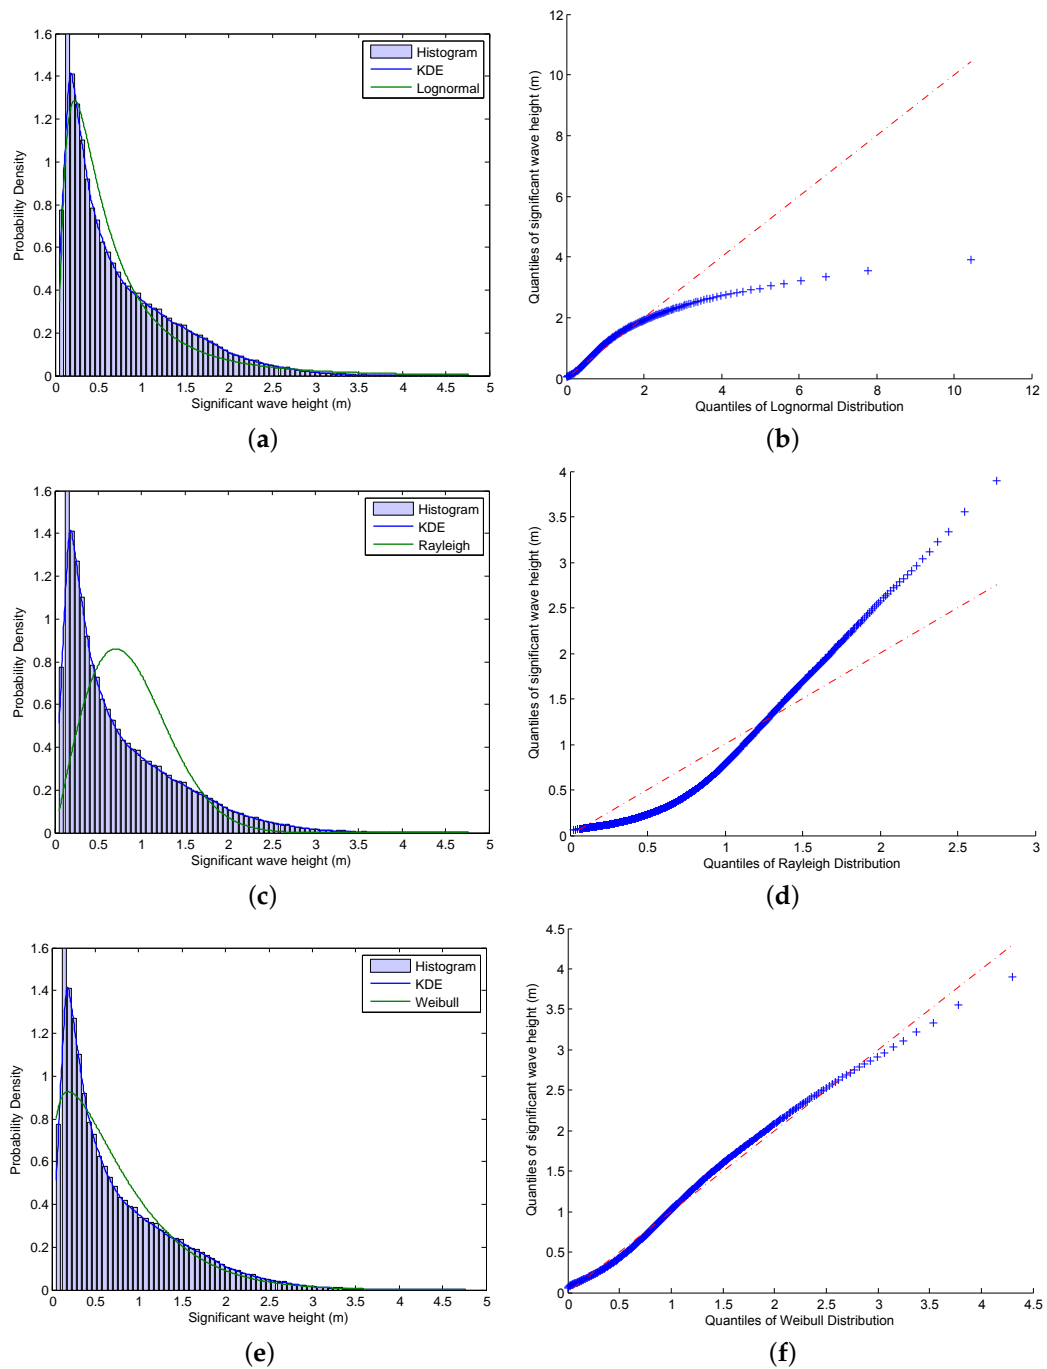 1.6
1.4
1.2
1
0.8
0.6
0.4
0.2
0
Probability Density
Histogram
KDE
Lognormal
0 0.5 1 1.5 2 2.5 3 3.5 4 4.5 5
Significant wave height (m)
(a)
12
10
8
6
4
2
0
Quantiles of significant wave height (m)
0 2 4 6 8 10 12
Quantiles of Lognormal Distribution
(b)
1.6
1.4
1.2
1
0.8
0.6
0.4
0.2
0
Probability Density
Histogram
KDE
Rayleigh
0 0.5 1 1.5 2 2.5 3 3.5 4 4.5 5
Significant wave height (m)
(c)
4
3.5
3
2.5
2
1.5
1
0.5
0
Quantiles of significant wave height (m)
0 0.5 1 1.5 2 2.5 3
Quantiles of Rayleigh Distribution
(d)
1.6
1.4
1.2
1
0.8
0.6
0.4
0.2
0
Probability Density
Histogram
KDE
Weibull
0 0.5 1 1.5 2 2.5 3 3.5 4 4.5 5
Significant wave height (m)
(e)
4.5
4
3.5
3
2.5
2
1.5
1
0.5
0
Quantiles of significant wave height (m)
0 0.5 1 1.5 2 2.5 3 3.5 4 4.5
Quantiles of Weibull Distribution
(f)